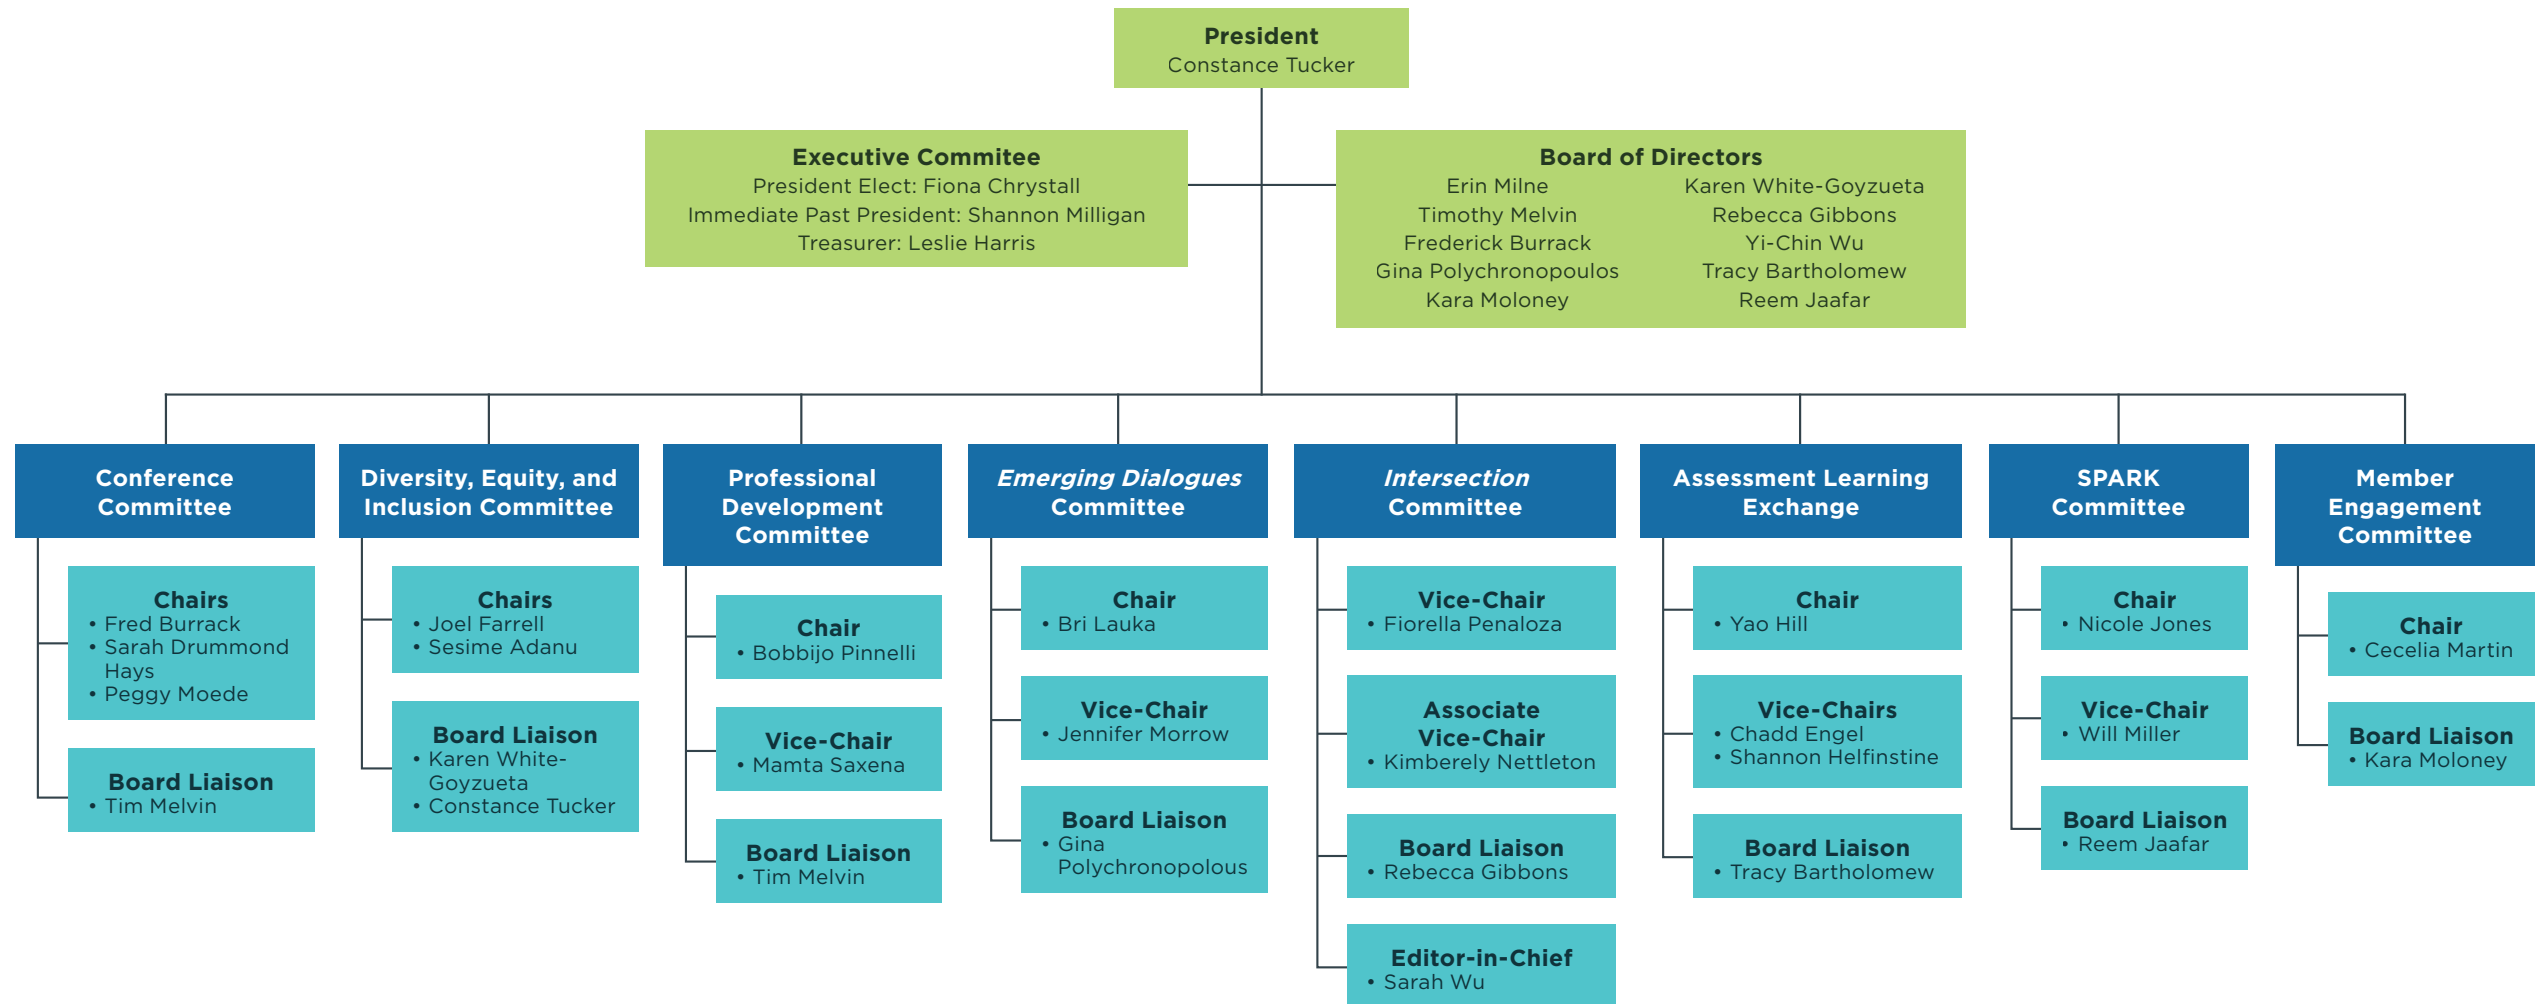 President
Constance Tucker
Executive Commitee
President Elect: Fiona Chrystall
Immediate Past President: Shannon Milligan
Treasurer: Leslie Harris
Board of Directors
Erin Milne
Timothy Melvin
Frederick Burrack
Gina Polychronopoulos
Kara Moloney
Karen White-Goyzueta
Rebecca Gibbons
Yi-Chin Wu
Tracy Bartholomew
Reem Jaafar
Conference
Committee
Chairs
• Fred Burrack
• Sarah Drummond
Hays
• Peggy Moede
Board Liaison
• Tim Melvin
Diversity, Equity, and
Inclusion Committee
Chairs
• Joel Farrell
• Sesime Adanu
Board Liaison
• Karen White-
Goyzueta
• Constance Tucker
Professional
Development
Committee
Chair
• Bobbijo Pinnelli
Vice-Chair
• Mamta Saxena
Board Liaison
• Tim Melvin
Emerging Dialogues
Committee
Chair
• Bri Lauka
Vice-Chair
• Jennifer Morrow
Board Liaison
• Gina
Polychronopolous
Intersection
Committee
Vice-Chair
• Fiorella Penaloza
Associate
Vice-Chair
• Kimberely Nettleton
Board Liaison
• Rebecca Gibbons
Editor-in-Chief
• Sarah Wu
Assessment Learning
Exchange
Chair
• Yao Hill
Vice-Chairs
• Chadd Engel
• Shannon Helfinstine
Board Liaison
• Tracy Bartholomew
SPARK
Committee
Chair
• Nicole Jones
Vice-Chair
• Will Miller
Board Liaison
• Reem Jaafar
Member
Engagement
Committee
Chair
• Cecelia Martin
Board Liaison
• Kara Moloney